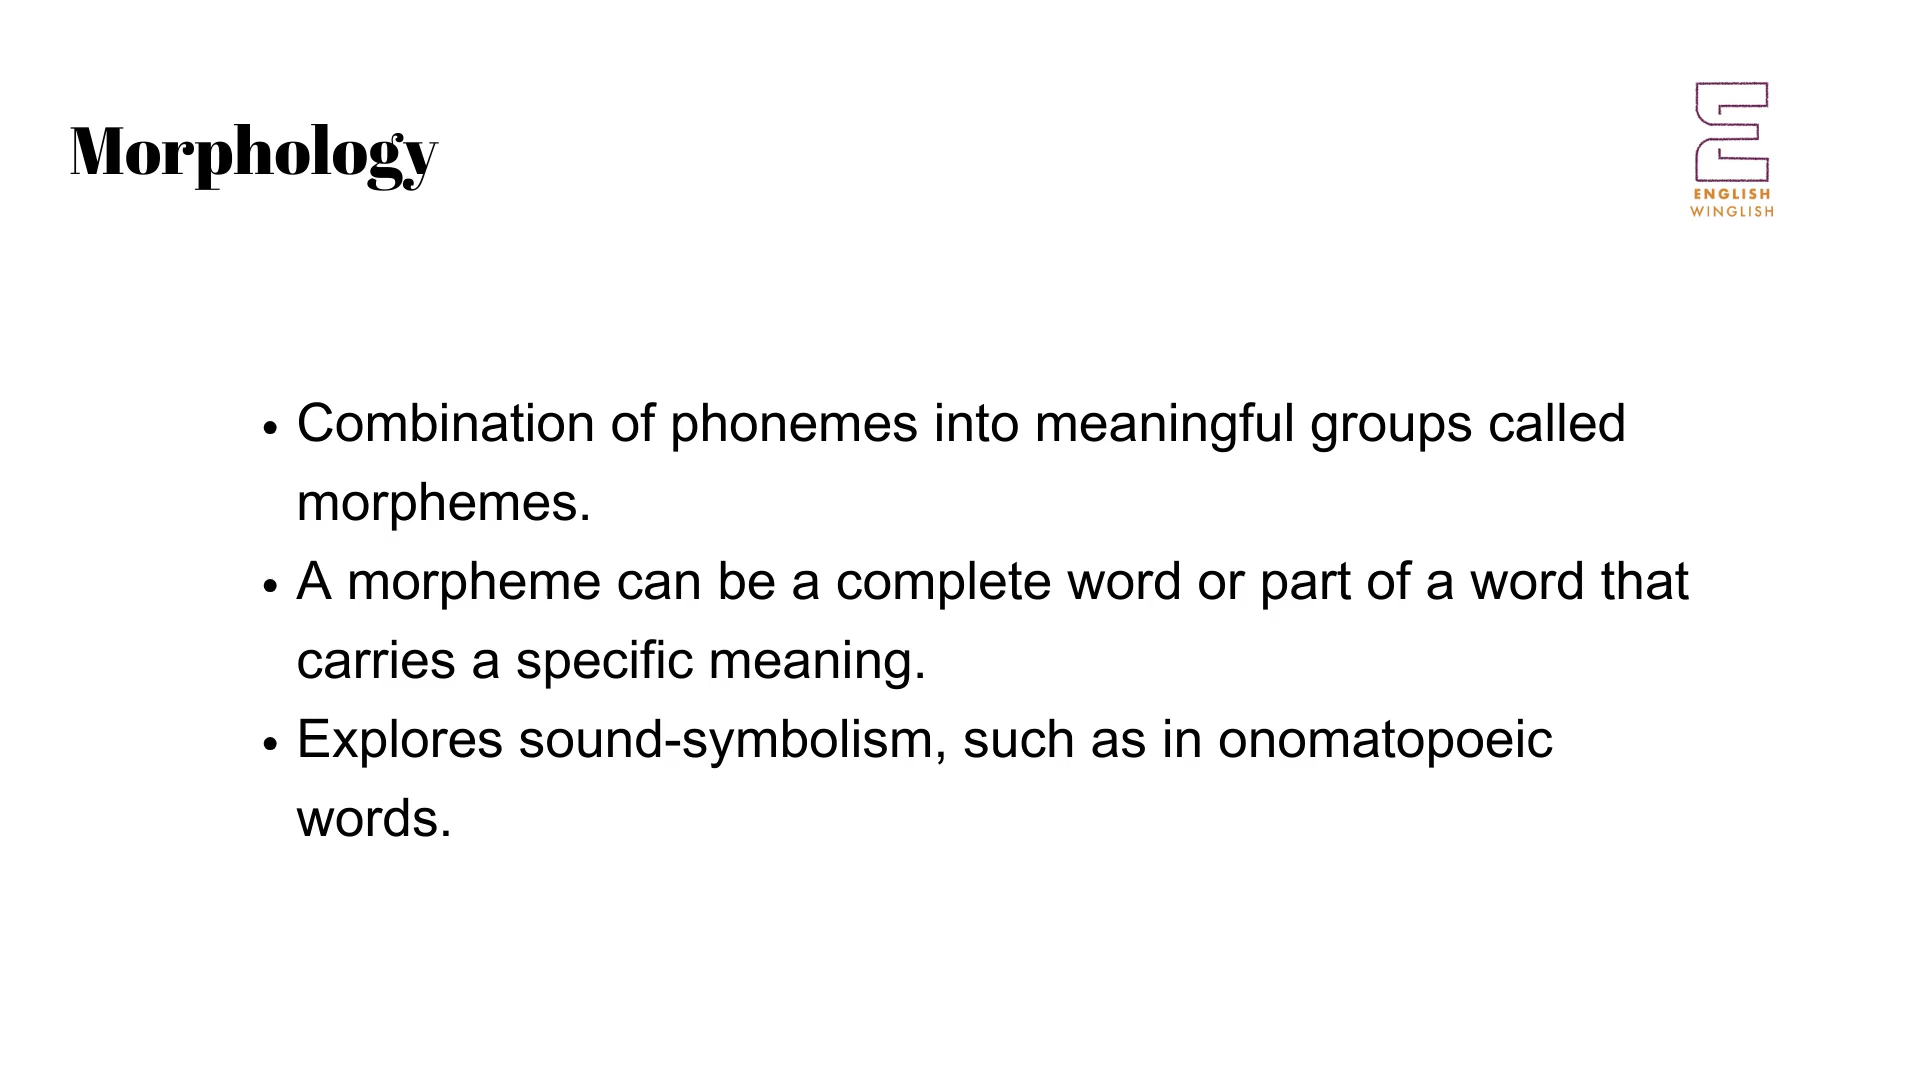 Morphology
ENGLISH
WINGLISH
• Combination of phonemes into meaningful groups called
morphemes.
• A morpheme can be a complete word or part of a word that
carries a specific meaning.
• Explores sound-symbolism, such as in onomatopoeic
words.